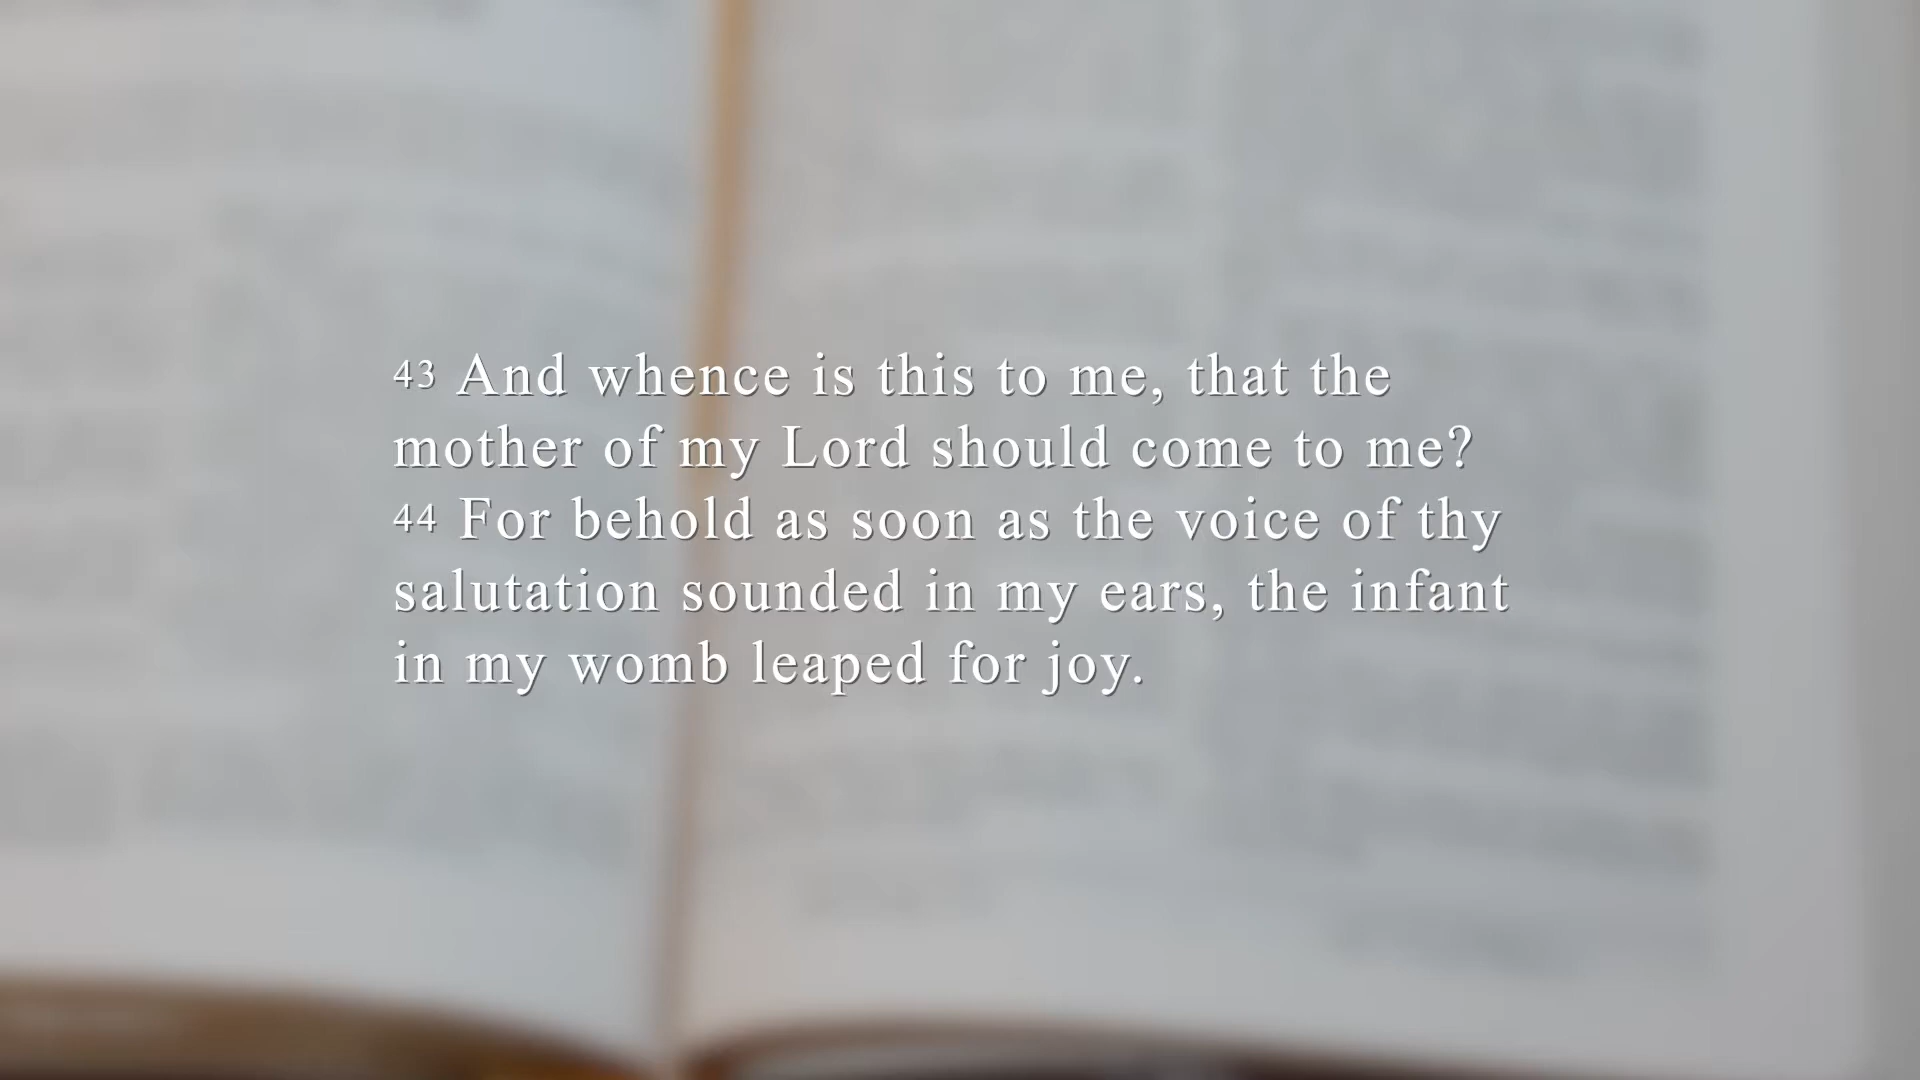 43 And whence is this to me, that the
mother of my Lord should come to me?
44 For behold as soon as the voice of thy
salutation sounded in my ears, the infant
in my womb leaped for joy.